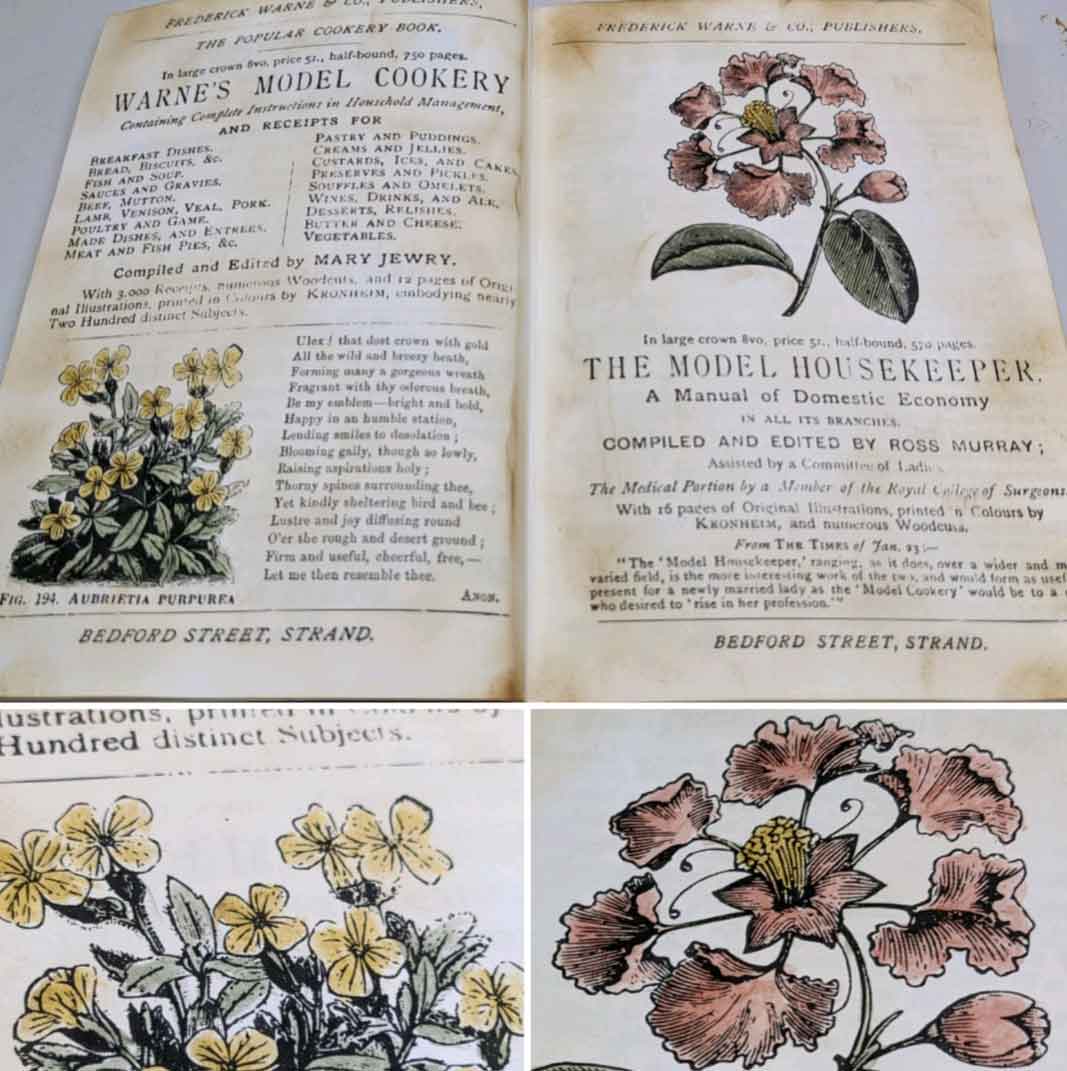 FREDERICK WARNE & CO., PUBLISHERS,
THE POPULAR COOKERY BOOK.
In large crown 8vo, price 5s., half-bound, 750 pages.
WARNE'S MODEL COOKERY
Containing Complete Instructions in Household Management,
AND RECEIPTS FOR
BREAKFAST DISHES.
BREAD, BISCUITS, &c.
FISH AND SOUP.
SAUCES AND GRAVIES.
BEEF, MUTTON.
LAMB, VENISON, VEAL, PORK.
POULTRY AND GAME.
MADE DISHES, AND ENTREES.
MEAT AND FISH PIES, &c.
PASTRY AND PUDDINGS.
CREAMS AND JELLIES.
CUSTARDS, ICES, AND CAKES,
PRESERVES AND PICKLES.
SOUFFLES AND OMELETS.
WINES, DRINKS, AND ALE,
DESSERTS, RELISHES.
BUTTER AND CHEESE.
VEGETABLES.
Compiled and Edited by MARY JEWRY.
With 3,000 Receipts, numerous Woodcuts, and 12 pages of Origi-
nal Illustrations, printed in Colours by KRONHEIM, embodying nearly
Two Hundred distinct Subjects.
Ulex! that dost crown with gold
All the wild and breezy heath,
Forming many a gorgeous wreath
Fragrant with thy odorous breath,
Be my emblem—bright and bold,
Happy in an humble station,
Lending smiles to desolation;
Blooming gaily, though so lowly,
Raising aspirations holy;
Thorny spines surrounding thee,
Yet kindly sheltering bird and bee;
Lustre and joy diffusing round
O'er the rough and desert ground;
Firm and useful, cheerful, free,—
Let me then resemble thee.
FIG. 194. AUBRIETIA PURPUREA
ANON.
BEDFORD STREET, STRAND.
FREDERICK WARNE & CO., PUBLISHERS,
In large crown 8vo, price 5s., half-bound, 570 pages.
THE MODEL HOUSEKEEPER.
A Manual of Domestic Economy
IN ALL ITS BRANCHES.
COMPILED AND EDITED BY ROSS MURRAY;
Assisted by a Committee of Ladies
The Medical Portion by a Member of the Royal College of Surgeons
With 16 pages of Original Illustrations, printed in Colours by
KRONHEIM, and numerous Woodcuts.
From THE TIMES of Jan. 23:—
"The 'Model Housekeeper,' ranging, as it does, over a wider and m
varied field, is the more interesting work of the two, and would form as usef
present for a newly married lady as the 'Model Cookery' would be to a
who desired to 'rise in her profession.'"
BEDFORD STREET, STRAND.
lustrations, printed in Colours by
Hundred distinct Subjects.